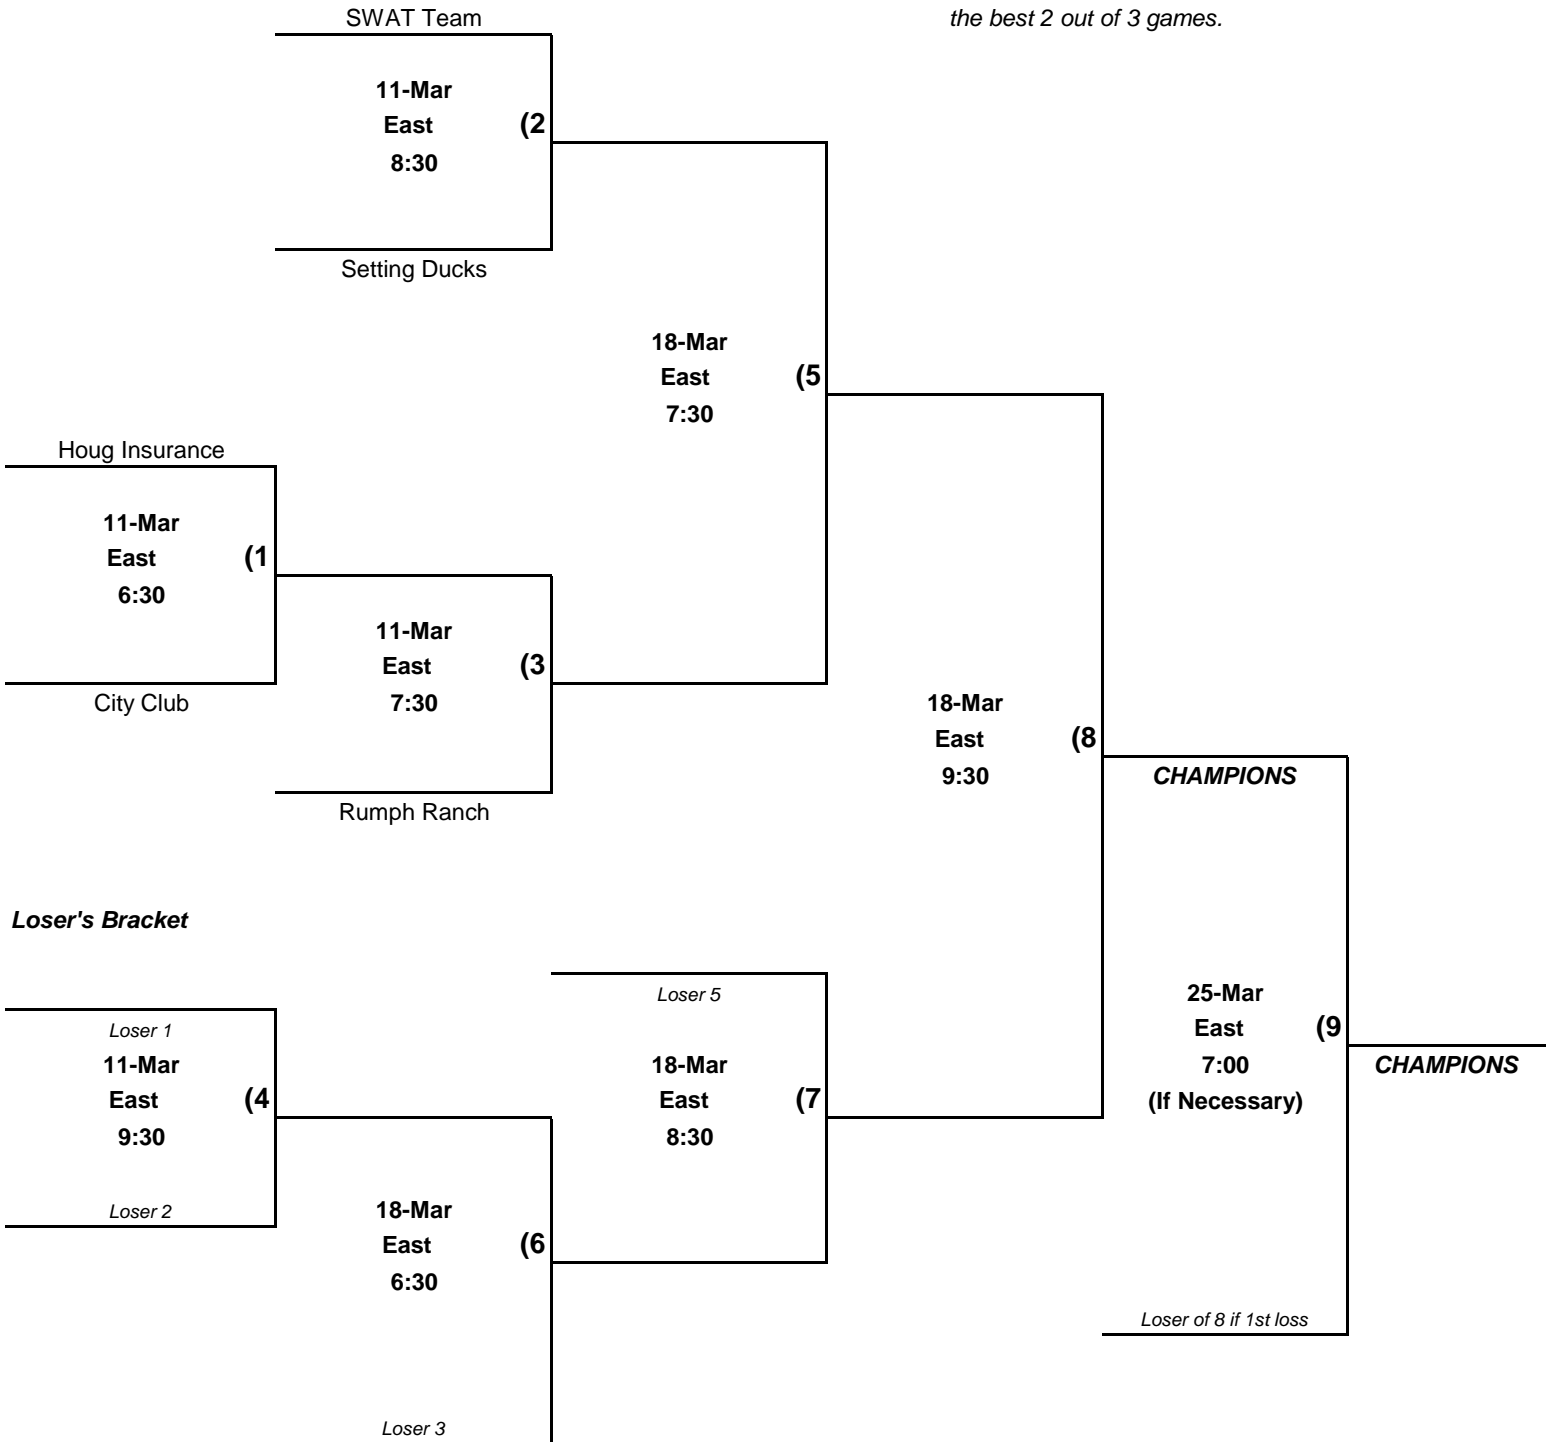 SWAT Team
the best 2 out of 3 games.
11-Mar
East
(2
8:30
Setting Ducks
18-Mar
East
(5
7:30
Houg Insurance
11-Mar
East
(1
6:30
City Club
11-Mar
East
(3
7:30
Rumph Ranch
18-Mar
East
(8
9:30
CHAMPIONS
Loser's Bracket
Loser 1
11-Mar
East
(4
9:30
Loser 2
Loser 5
18-Mar
East
(7
8:30
18-Mar
East
(6
6:30
Loser 3
25-Mar
East
(9
7:00
(If Necessary)
CHAMPIONS
Loser of 8 if 1st loss